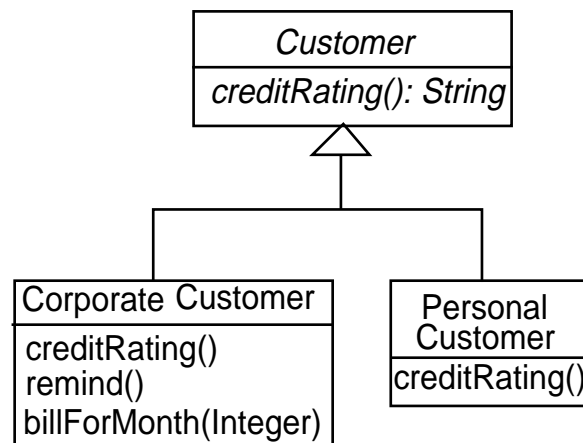 Customer
creditRating(): String
Corporate Customer
creditRating()
remind()
billForMonth(Integer)
Personal
Customer
creditRating()